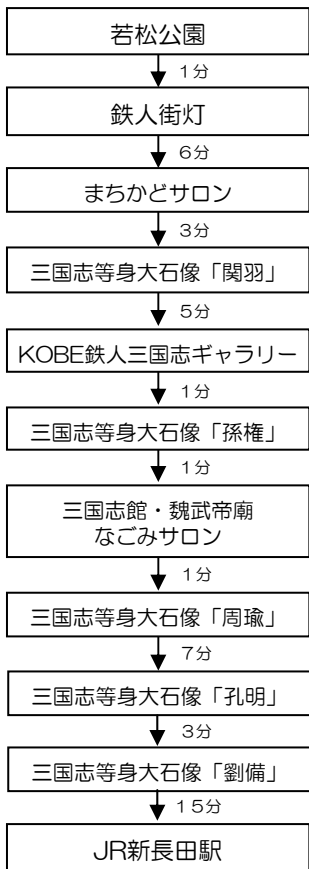 若松公園
1分
鉄人街灯
6分
まちかどサロン
3分
三国志等身大石像「関羽」
5分
KOBE鉄人三国志ギャラリー
1分
三国志等身大石像「孫権」
1分
三国志館・魏武帝廟
なごみサロン
1分
三国志等身大石像「周瑜」
7分
三国志等身大石像「孔明」
3分
三国志等身大石像「劉備」
15分
JR新長田駅